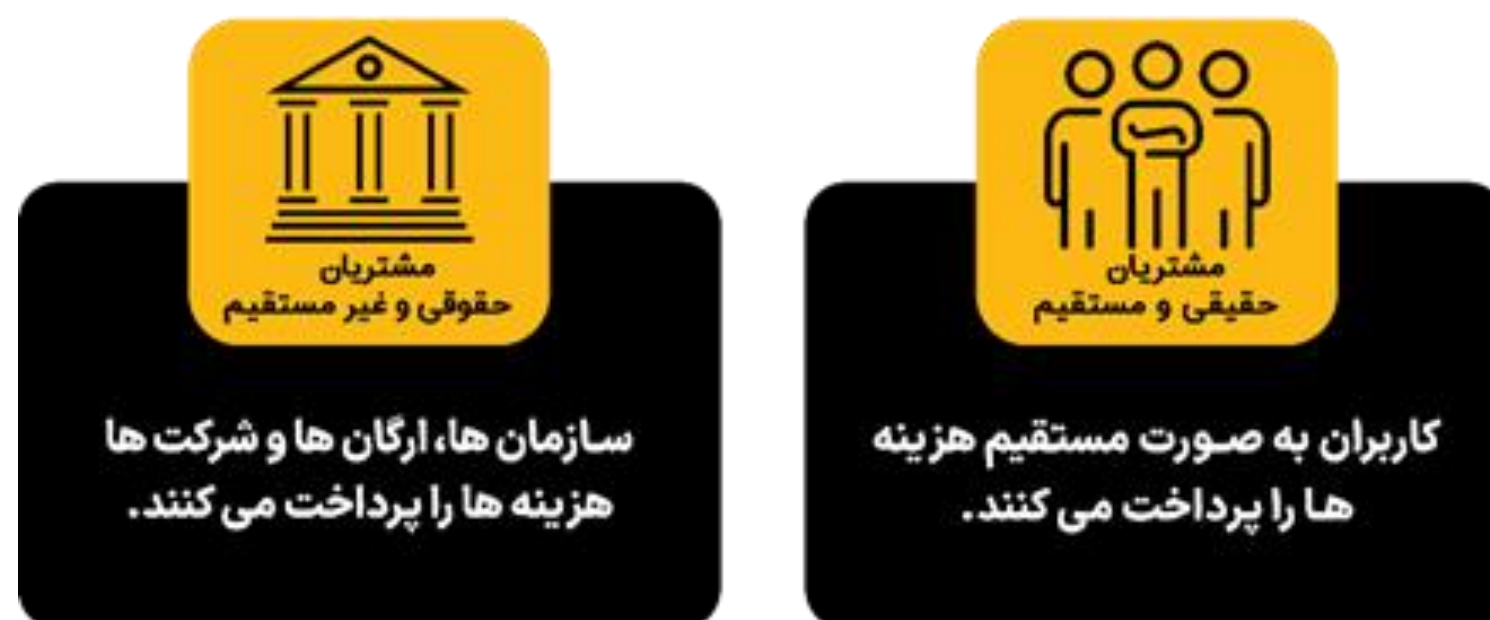 مشتریان
حقیقی و مستقیم
کاربران به صورت مستقیم هزینه
ها را پرداخت می کنند.
مشتریان
حقوقی و غیر مستقیم
سازمان ها، ارگان ها و شرکت ها
هزینه ها را پرداخت می کنند.